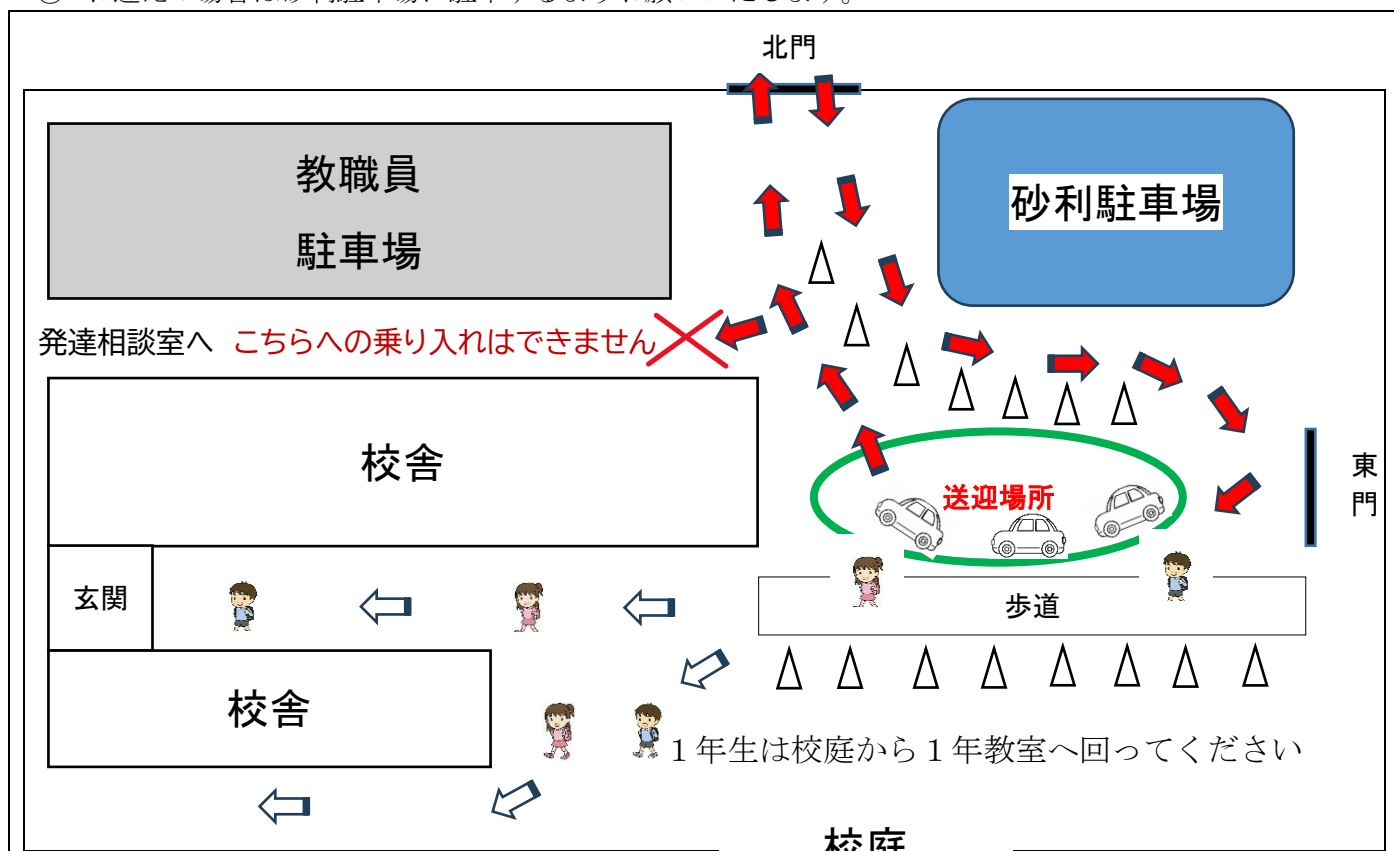 北門
教職員
駐車場
砂利駐車場
発達相談室へ こちらへの乗り入れはできません
校舎
送迎場所
東門
玄関
歩道
校舎
1年生は校庭から1年教室へ回ってください
校庭